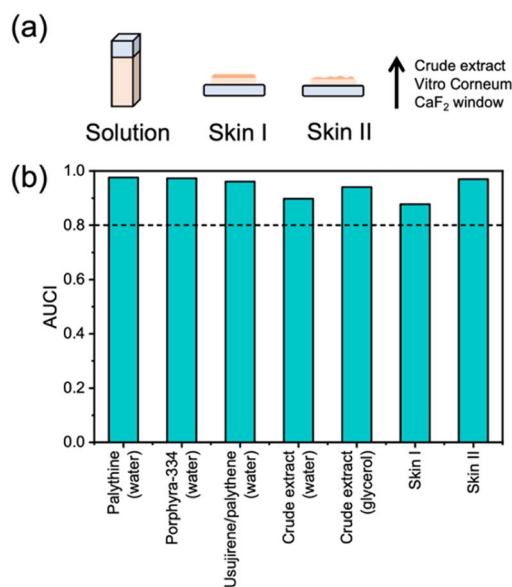 (a)
Solution
Skin I
Skin II
Crude extract
Vitro Corneum
CaF₂ window
(b)
AUCI
1.0
0.8
0.6
0.4
0.2
0.0
Palythine
(water)
Porphyra-334
(water)
Usujirene/palythene
(water)
Crude extract
(water)
Crude extract
(glycerol)
Skin I
Skin II